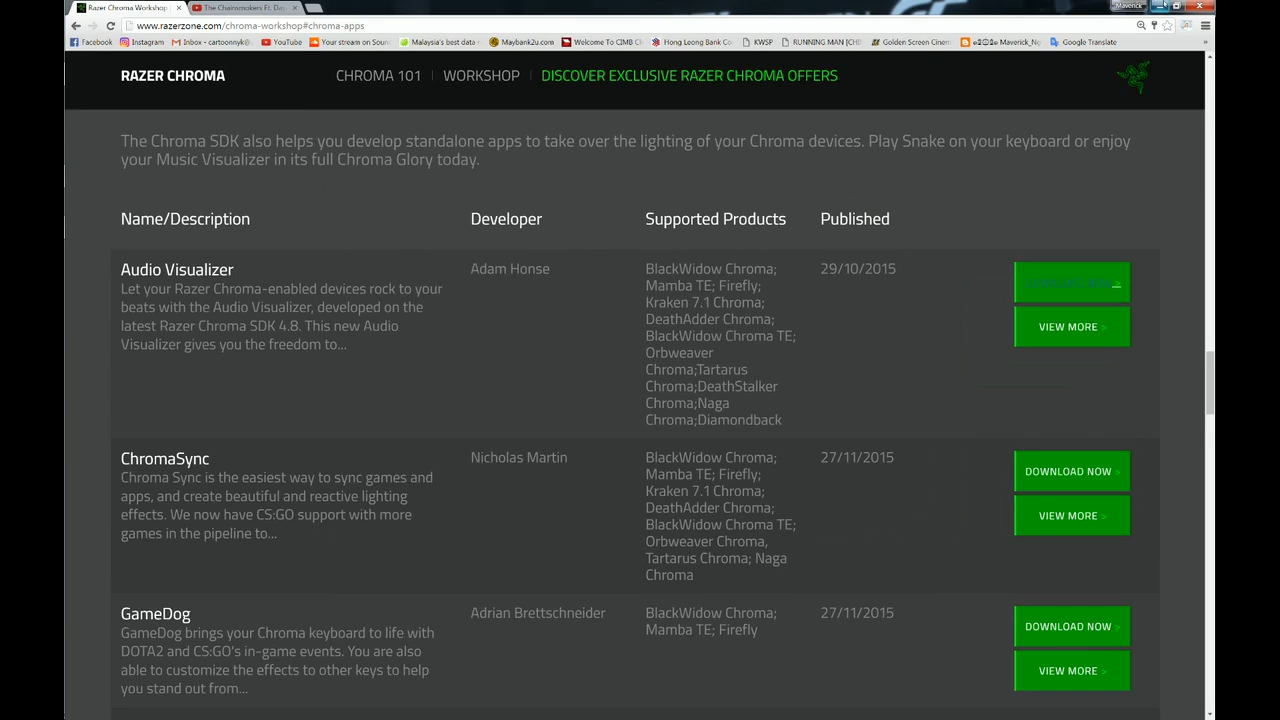 Razer Chroma Workshop
The Chainsmokers Ft. Day
Maverick
www.razerzone.com/chroma-workshop#chroma-apps
Facebook Instagram Inbox - cartoonnyk YouTube Your stream on Soun Malaysia's best data Maybank2u.com Welcome To CIMB C Hong Leong Bank Co KWSP RUNNING MAN [CH Golden Screen Cinem Google Translate
RAZER CHROMA
CHROMA 101 WORKSHOP DISCOVER EXCLUSIVE RAZER CHROMA OFFERS
The Chroma SDK also helps you develop standalone apps to take over the lighting of your Chroma devices. Play Snake on your keyboard or enjoy
your Music Visualizer in its full Chroma Glory today.
Name/Description Developer Supported Products Published
Audio Visualizer
Let your Razer Chroma-enabled devices rock to your
beats with the Audio Visualizer, developed on the
latest Razer Chroma SDK 4.8. This new Audio
Visualizer gives you the freedom to...
Adam Honse
BlackWidow Chroma;
Mamba TE; Firefly;
Kraken 7.1 Chroma;
DeathAdder Chroma;
BlackWidow Chroma TE;
Orbweaver
Chroma;Tartarus
Chroma;DeathStalker
Chroma;Naga
Chroma;Diamondback
29/10/2015
VIEW MORE >
ChromaSync
Chroma Sync is the easiest way to sync games and
apps, and create beautiful and reactive lighting
effects. We now have CS:GO support with more
games in the pipeline to...
Nicholas Martin
BlackWidow Chroma;
Mamba TE; Firefly;
Kraken 7.1 Chroma;
DeathAdder Chroma;
BlackWidow Chroma TE;
Orbweaver Chroma,
Tartarus Chroma; Naga
Chroma
27/11/2015
DOWNLOAD NOW >
VIEW MORE >
GameDog
GameDog brings your Chroma keyboard to life with
DOTA2 and CS:GO's in-game events. You are also
able to customize the effects to other keys to help
you stand out from...
Adrian Brettschneider
BlackWidow Chroma;
Mamba TE; Firefly
27/11/2015
DOWNLOAD NOW >
VIEW MORE >